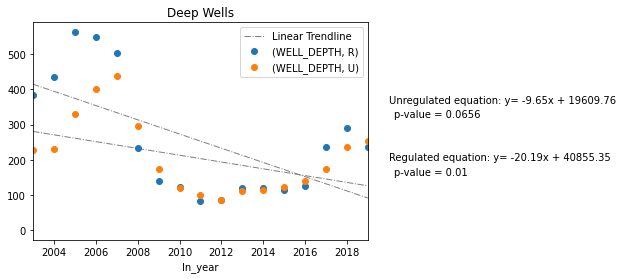 Deep Wells
Linear Trendline
(WELL_DEPTH, R)
(WELL_DEPTH, U)
500
400
300
200
100
0
2004 2006 2008 2010 2012 2014 2016 2018
In_year
Unregulated equation: y= -9.65x + 19609.76
p-value = 0.0656
Regulated equation: y= -20.19x + 40855.35
p-value = 0.01